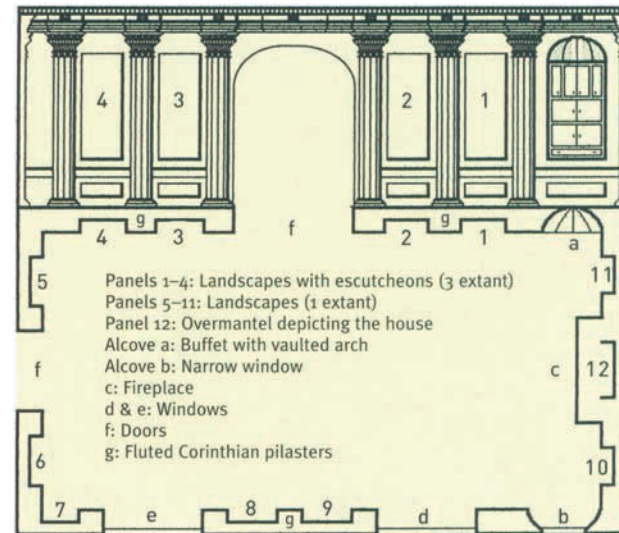 4 3 2 1
g g
4 3 f 2 1 a
5 11
Panels 1–4: Landscapes with escutcheons (3 extant)
Panels 5–11: Landscapes (1 extant)
Panel 12: Overmantel depicting the house
Alcove a: Buffet with vaulted arch
Alcove b: Narrow window
c: Fireplace
d & e: Windows
f: Doors
g: Fluted Corinthian pilasters
f c 12
6 10
7 e 8 g 9 d b